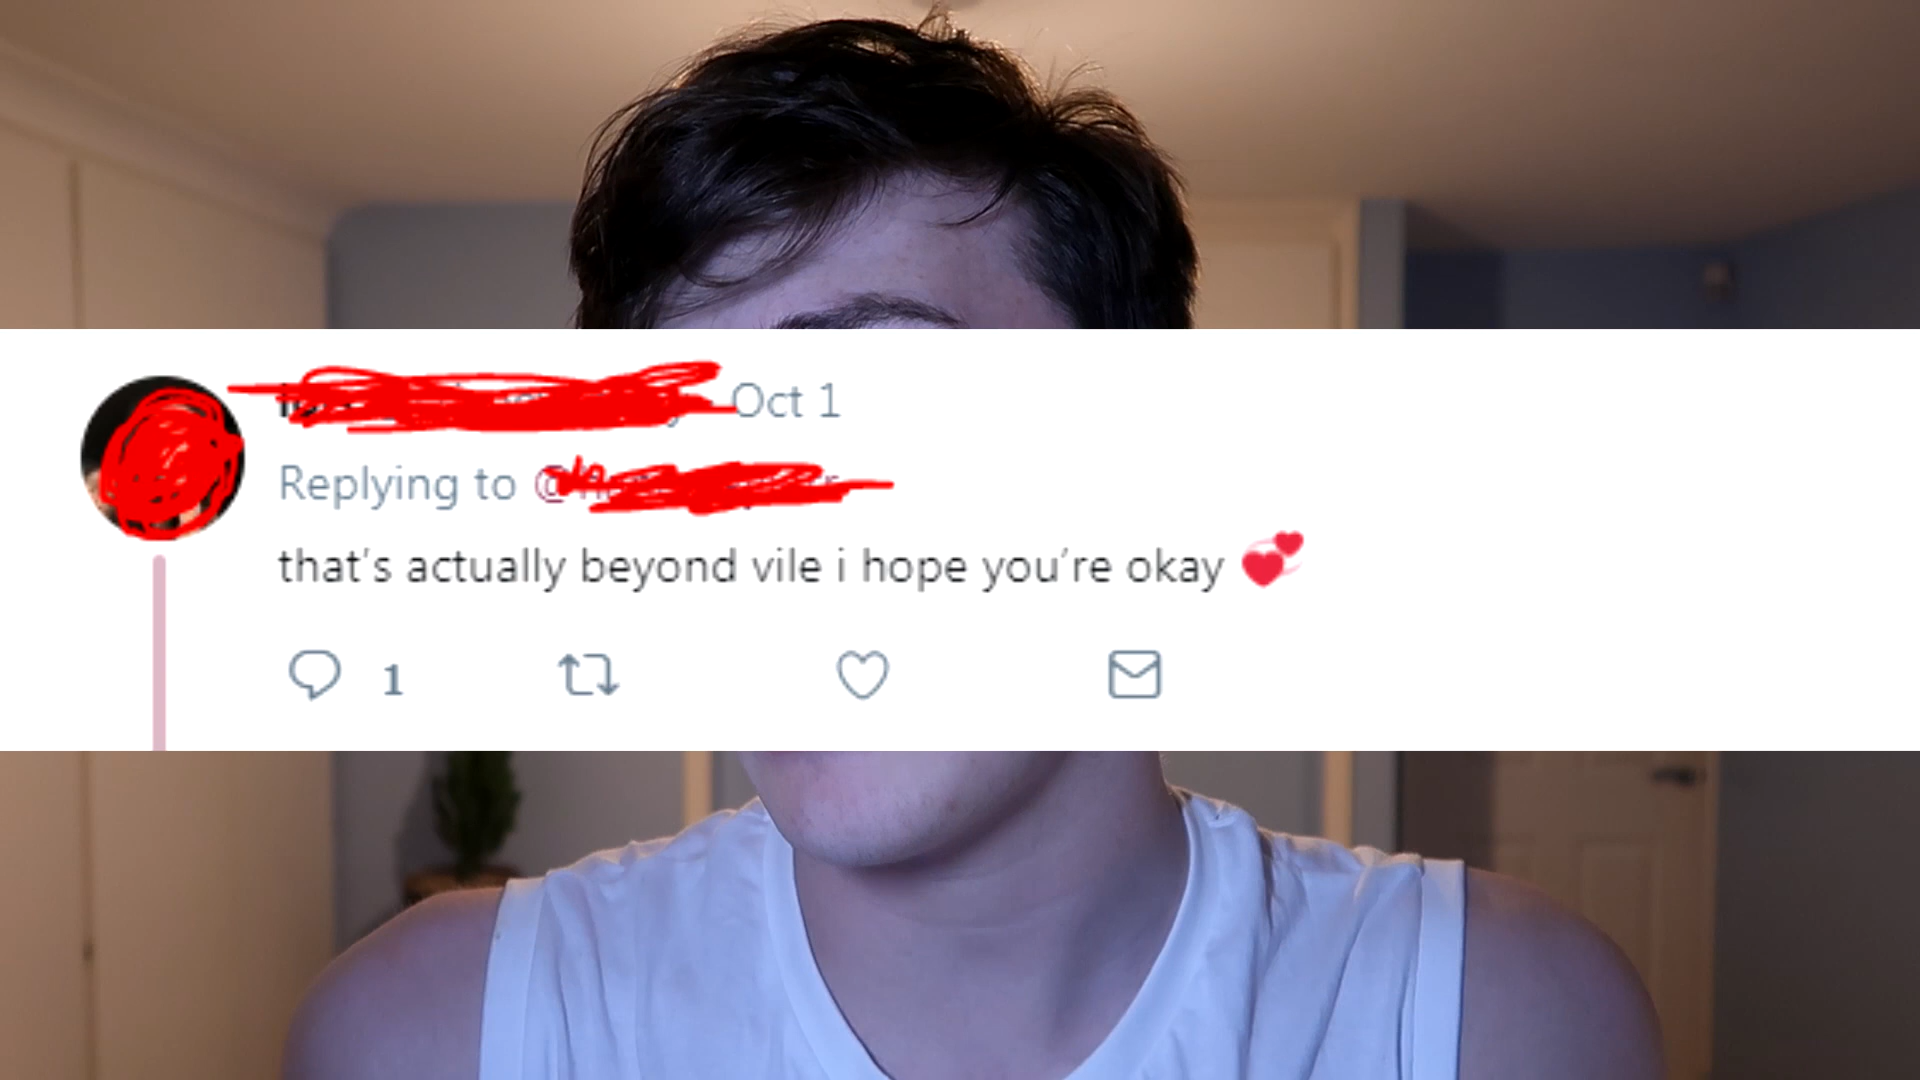 Oct 1
Replying to
that's actually beyond vile i hope you're okay 💞
1